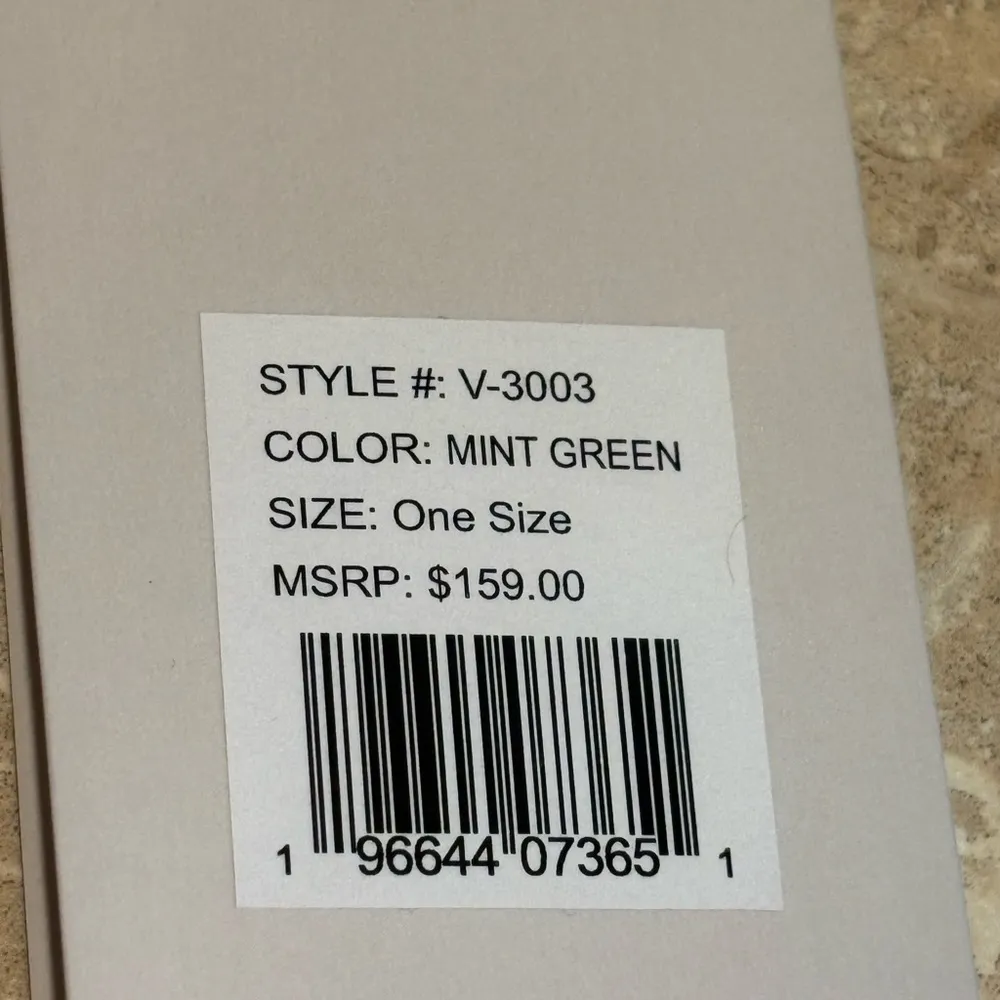 STYLE #: V-3003
COLOR: MINT GREEN
SIZE: One Size
MSRP: $159.00
1 96644 07365 1